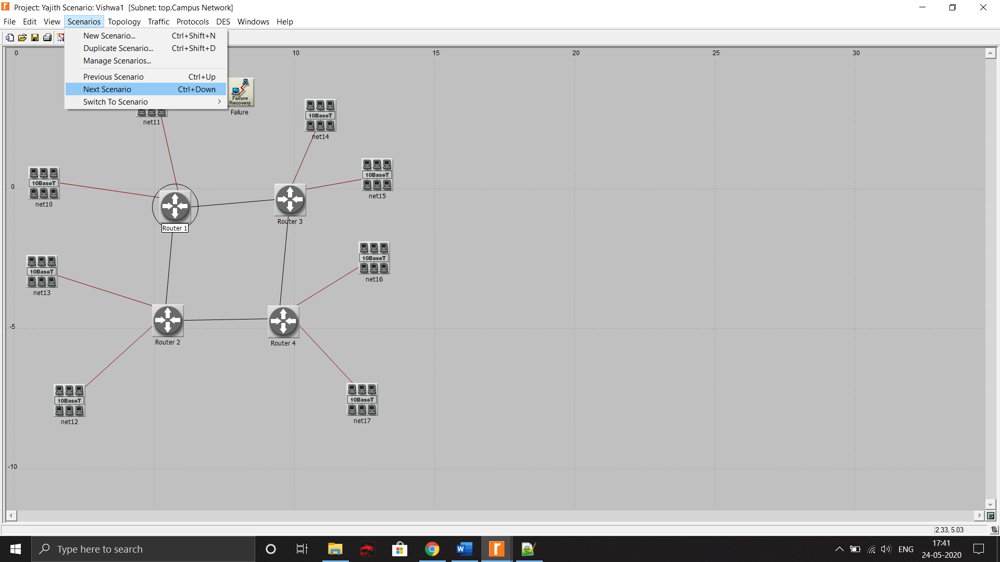 Project: Yajith Scenario: Vishwa1 [Subnet: top.Campus Network]
File Edit View Scenarios Topology Traffic Protocols DES Windows Help
New Scenario... Ctrl+Shift+N
Duplicate Scenario... Ctrl+Shift+D
Manage Scenarios...
Previous Scenario Ctrl+Up
Next Scenario Ctrl+Down
Switch To Scenario
0 10 15 20 25 30
0
-5
-10
Failure
Recovery
Failure
net11
10BaseT
net14
10BaseT
net15
10BaseT
net10
Router 1
Router 3
10BaseT
net16
10BaseT
net13
Router 2
Router 4
10BaseT
net12
10BaseT
net17
2.33, 5.03
Type here to search
ENG
17:41
24-05-2020